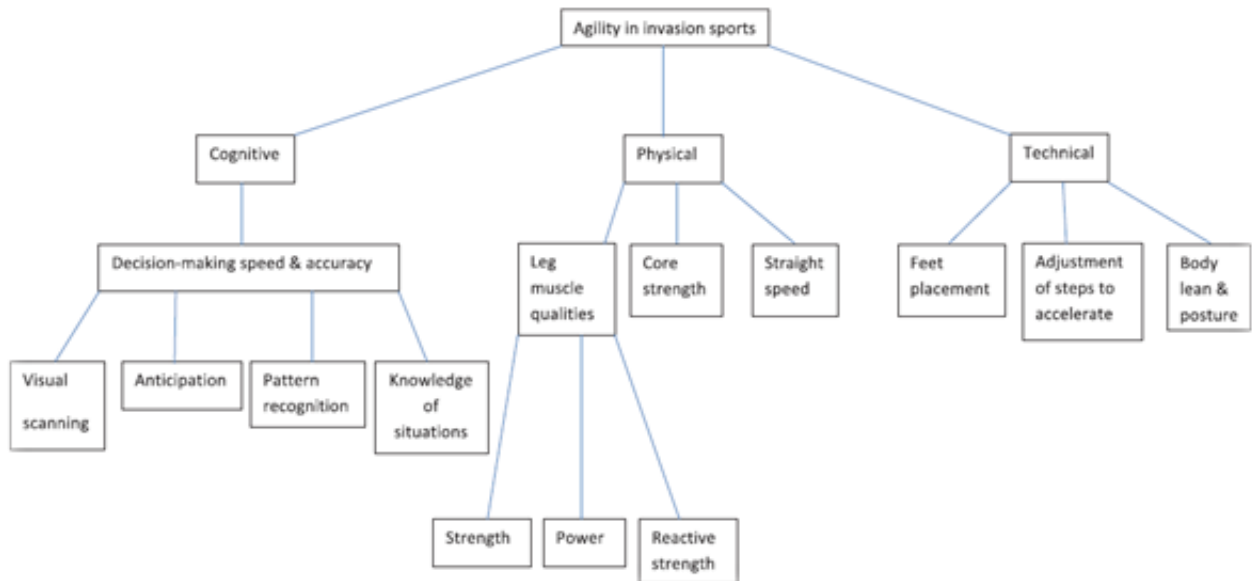 Agility in invasion sports
Cognitive
Physical
Technical
Decision-making speed & accuracy
Leg
muscle
qualities
Core
strength
Straight
speed
Feet
placement
Adjustment
of steps to
accelerate
Body
lean &
posture
Visual
scanning
Anticipation
Pattern
recognition
Knowledge
of
situations
Strength
Power
Reactive
strength